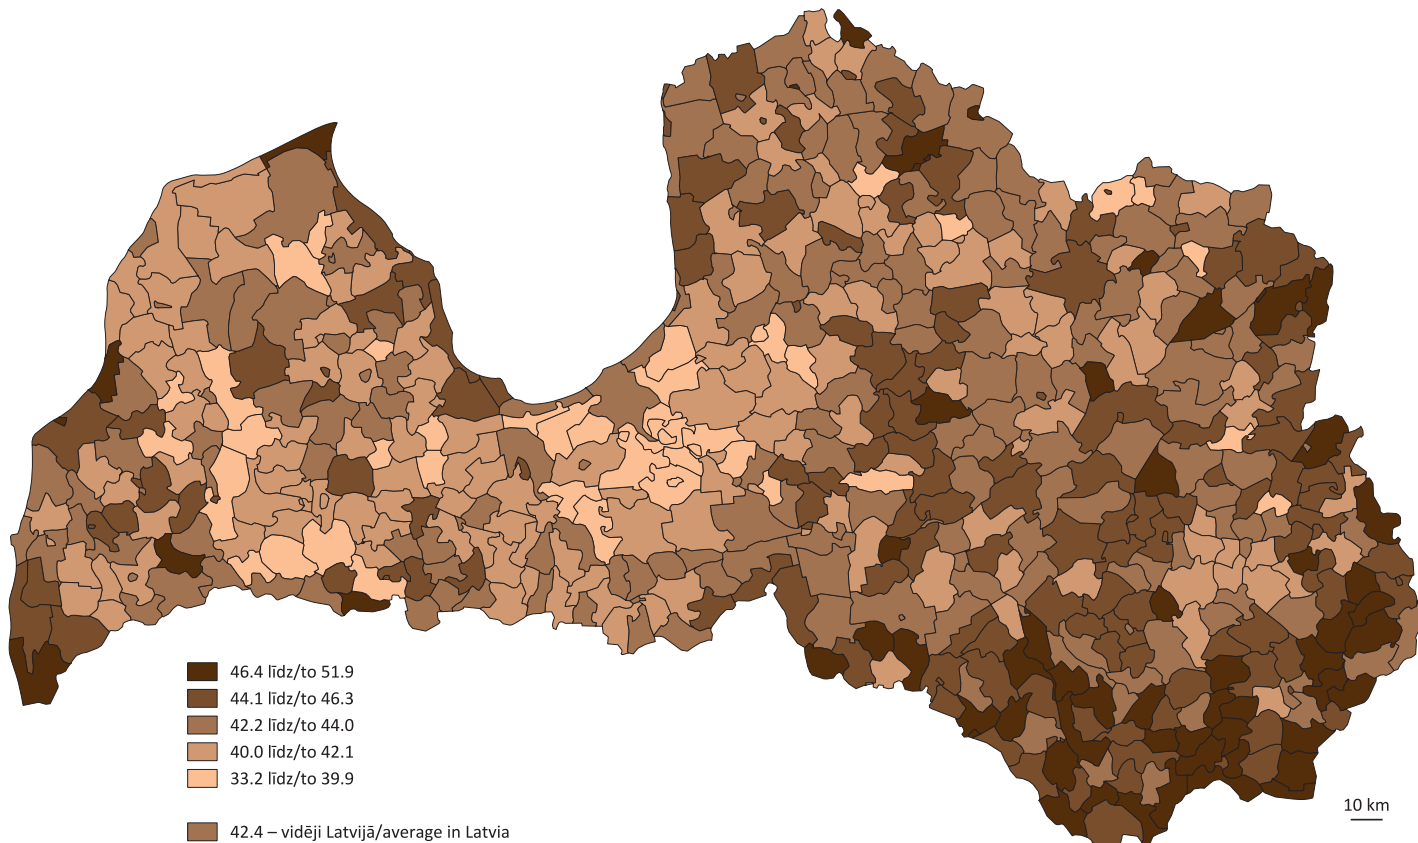 46.4 līdz/to 51.9
44.1 līdz/to 46.3
42.2 līdz/to 44.0
40.0 līdz/to 42.1
33.2 līdz/to 39.9
42.4 – vidēji Latvijā/average in Latvia
10 km